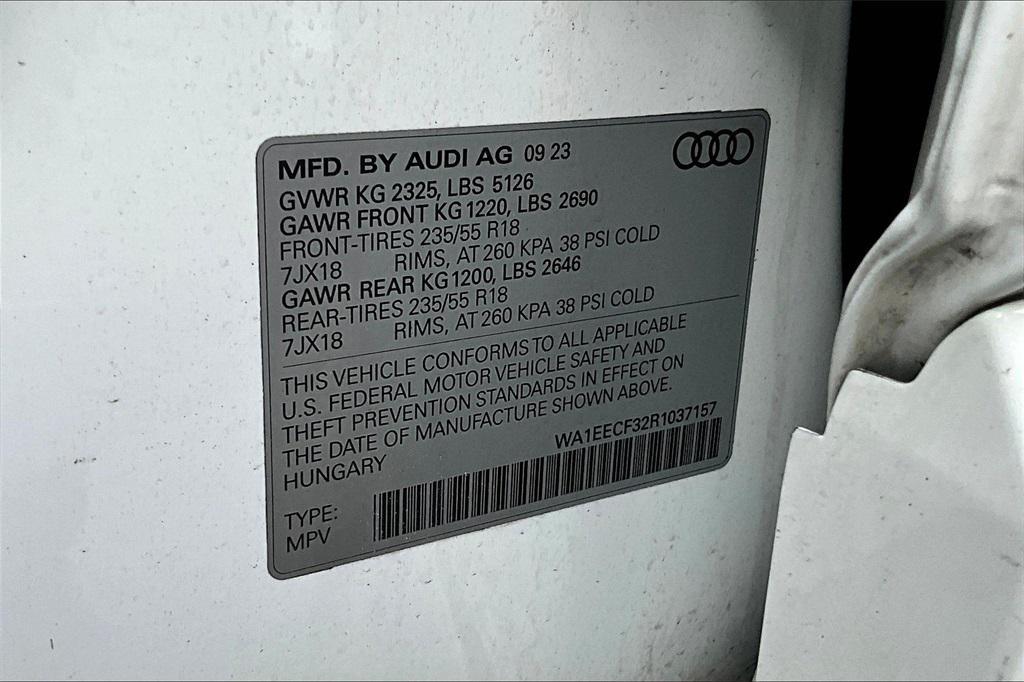 MFD. BY AUDI AG 09 23
GVWR KG 2325, LBS 5126
GAWR FRONT KG 1220, LBS 2690
FRONT-TIRES 235/55 R18
7JX18 RIMS, AT 260 KPA 38 PSI COLD
GAWR REAR KG 1200, LBS 2646
REAR-TIRES 235/55 R18
7JX18 RIMS, AT 260 KPA 38 PSI COLD
THIS VEHICLE CONFORMS TO ALL APPLICABLE
U.S. FEDERAL MOTOR VEHICLE SAFETY AND
THEFT PREVENTION STANDARDS IN EFFECT ON
THE DATE OF MANUFACTURE SHOWN ABOVE.
HUNGARY
WA1EECF32R1037157
TYPE:
MPV